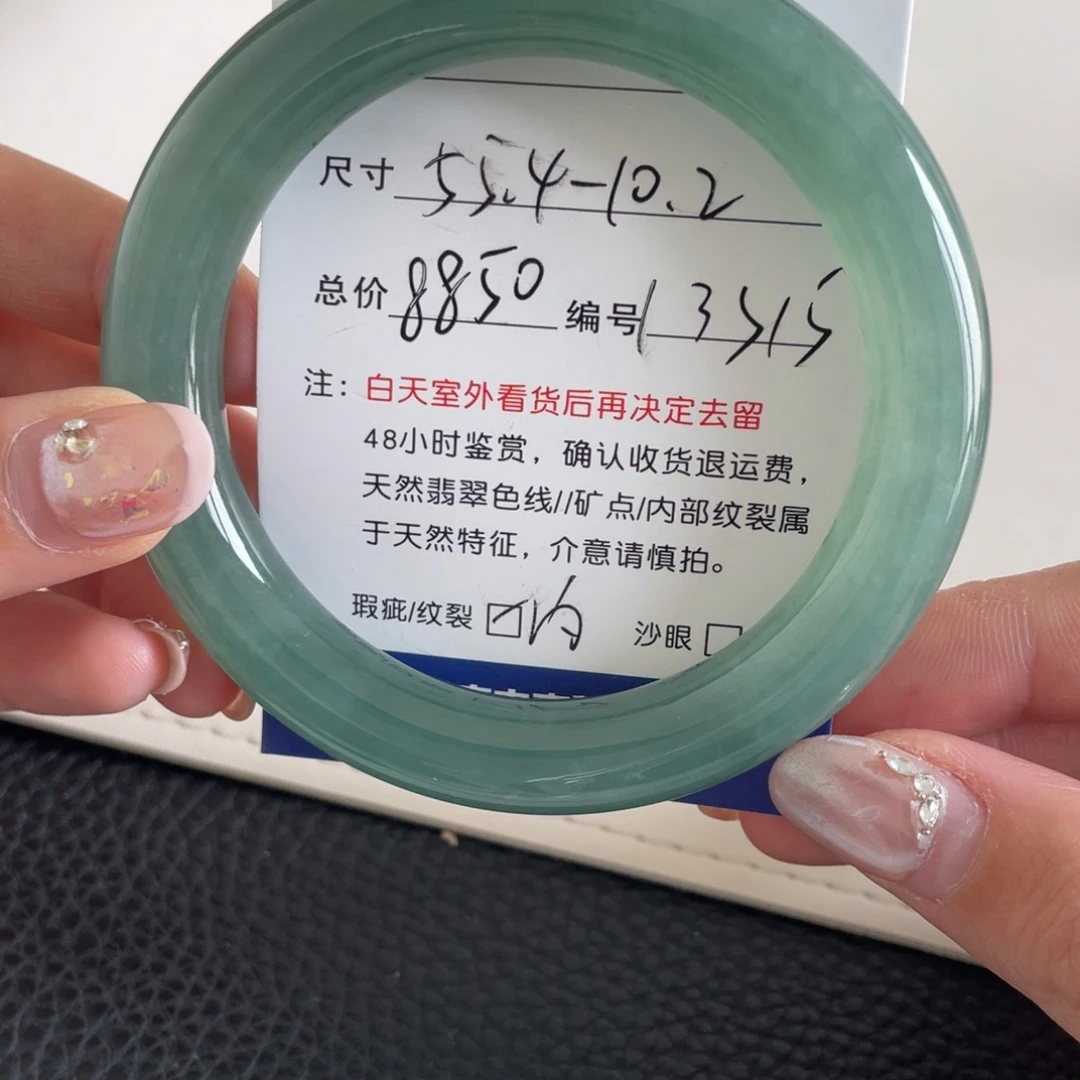 尺寸 55.4-10.2
总价 8850 编号 13515
注：白天室外看货后再决定去留
48小时鉴赏，确认收货退运费，
天然翡翠色线//矿点/内部纹裂属
于天然特征，介意请慎拍。
瑕疵/纹裂 沙眼